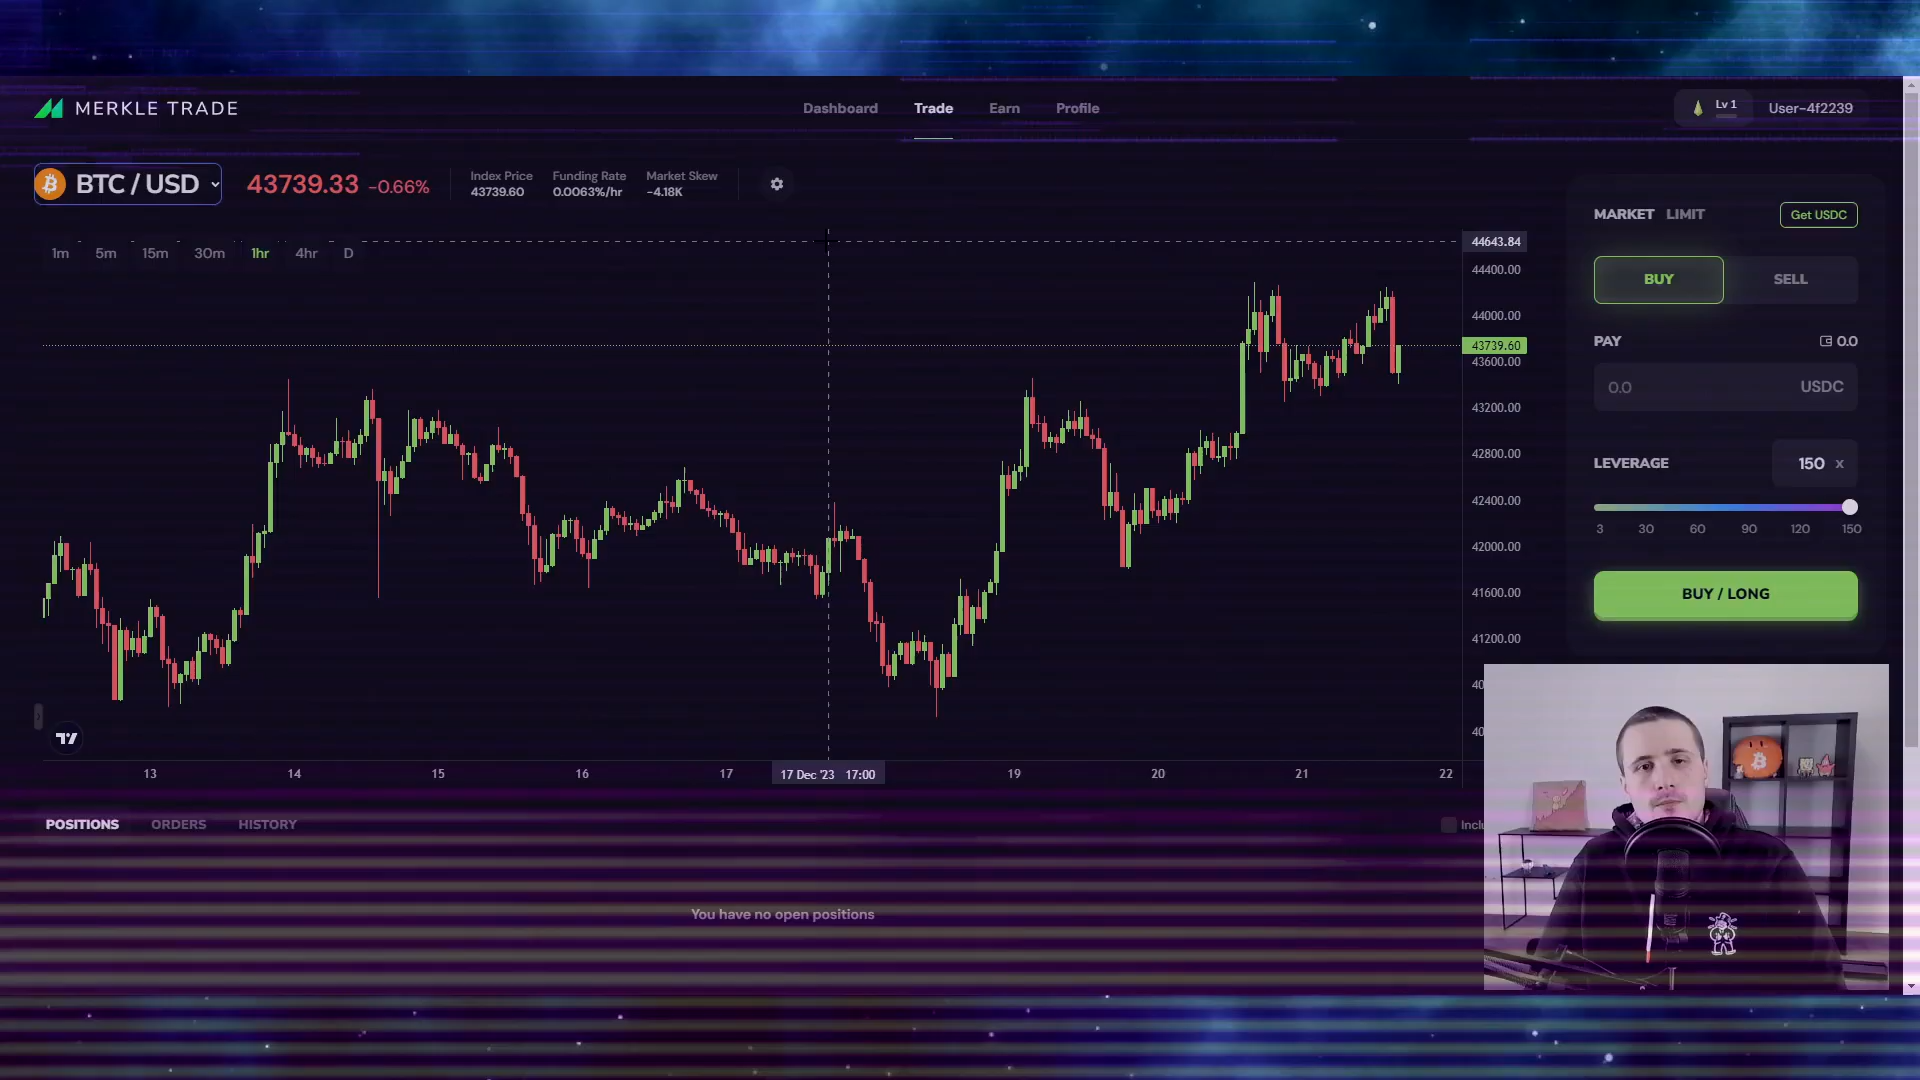 MERKLE TRADE
Dashboard Trade Earn Profile
Lv 1 User-4f2239
BTC / USD 43739.33 -0.66%
Index Price Funding Rate Market Skew
43739.60 0.0063%/hr -4.18K
MARKET LIMIT Get USDC
1m 5m 15m 30m 1hr 4hr D
44643.84
44400.00
BUY SELL
44000.00
43739.60
PAY 0.0
43600.00
0.0 USDC
43200.00
42800.00
LEVERAGE 150 x
42400.00
3 30 60 90 120 150
42000.00
41600.00
BUY / LONG
41200.00
40
40
13 14 15 16 17 17 Dec '23 17:00 19 20 21 22
POSITIONS ORDERS HISTORY
Inclu
You have no open positions